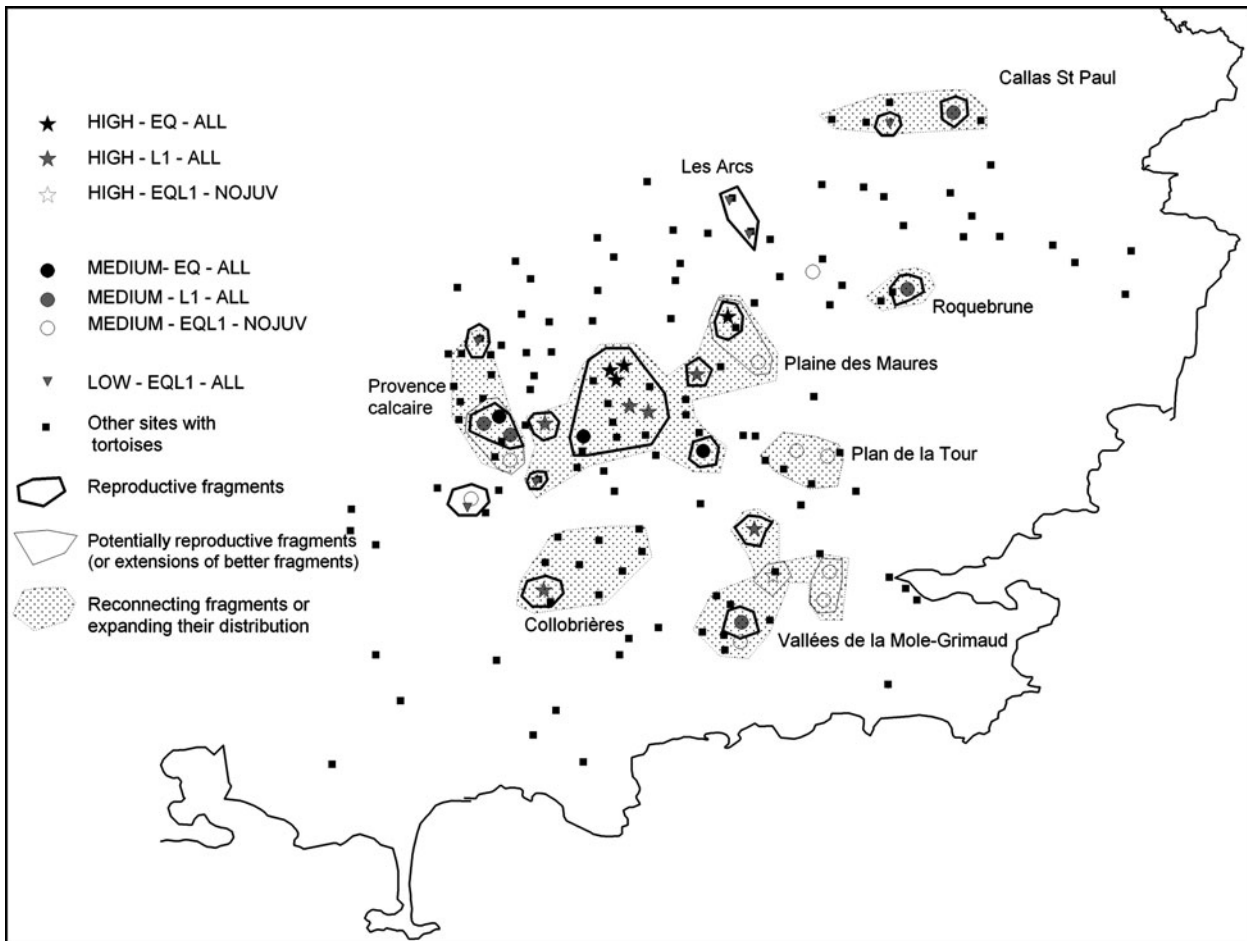 HIGH - EQ - ALL
HIGH - L1 - ALL
HIGH - EQL1 - NOJUV
MEDIUM- EQ - ALL
MEDIUM - L1 - ALL
MEDIUM - EQL1 - NOJUV
LOW - EQL1 - ALL
Other sites with
tortoises
Reproductive fragments
Potentially reproductive fragments
(or extensions of better fragments)
Reconnecting fragments or
expanding their distribution
Callas St Paul
Les Arcs
Roquebrune
Plaine des Maures
Provence
calcaire
Plan de la Tour
Collobrières
Vallées de la Mole-Grimaud